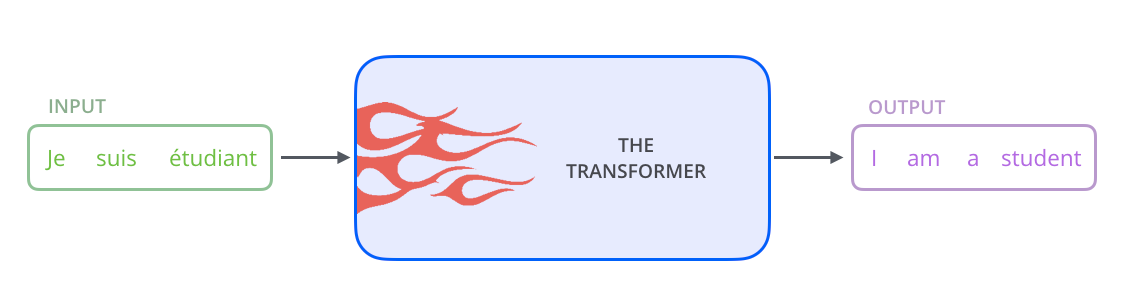 INPUT
Je suis étudiant
THE
TRANSFORMER
OUTPUT
I am a student